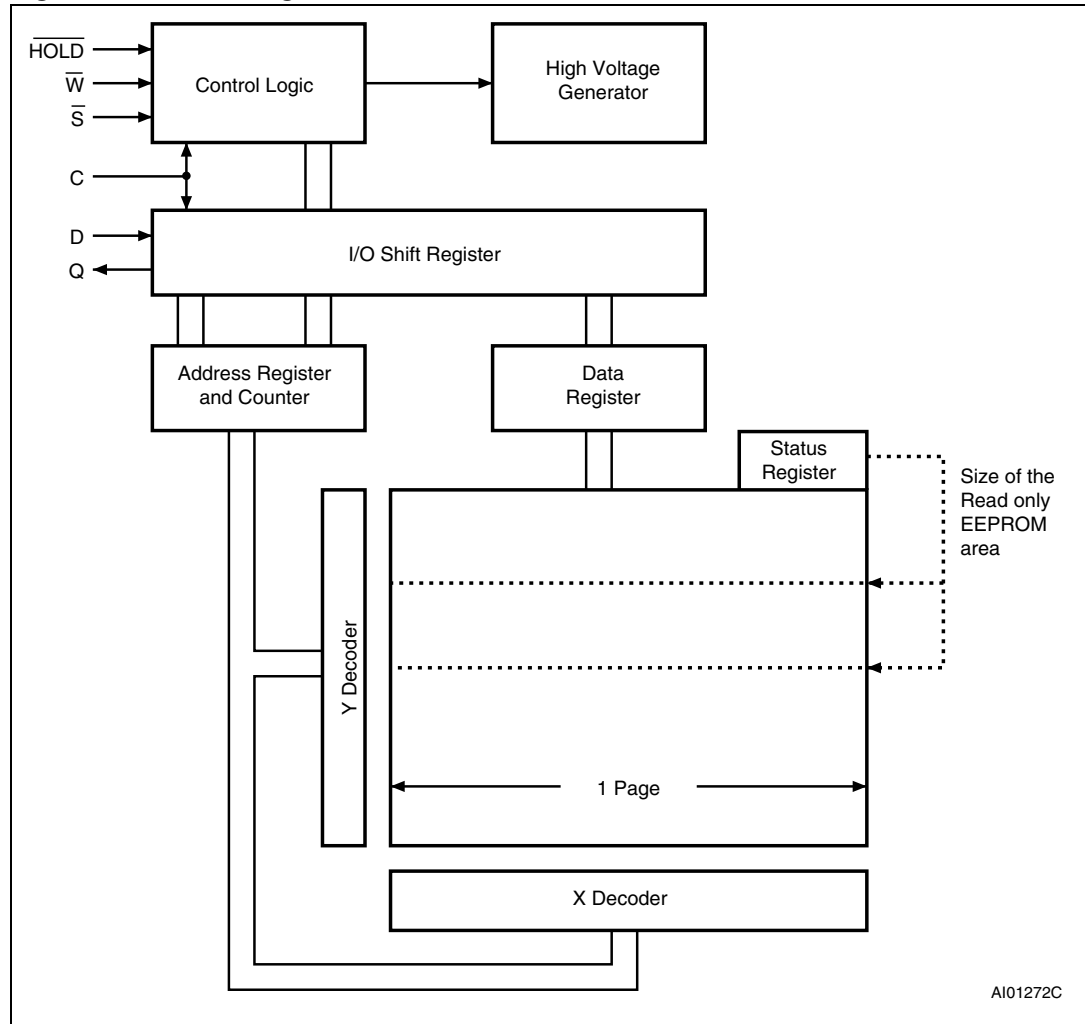 H̅O̅L̅D̅
W̅
S̅
C
D
Q
Control Logic
High Voltage
Generator
I/O Shift Register
Address Register
and Counter
Data
Register
Status
Register
Size of the
Read only
EEPROM
area
Y Decoder
1 Page
X Decoder
AI01272C